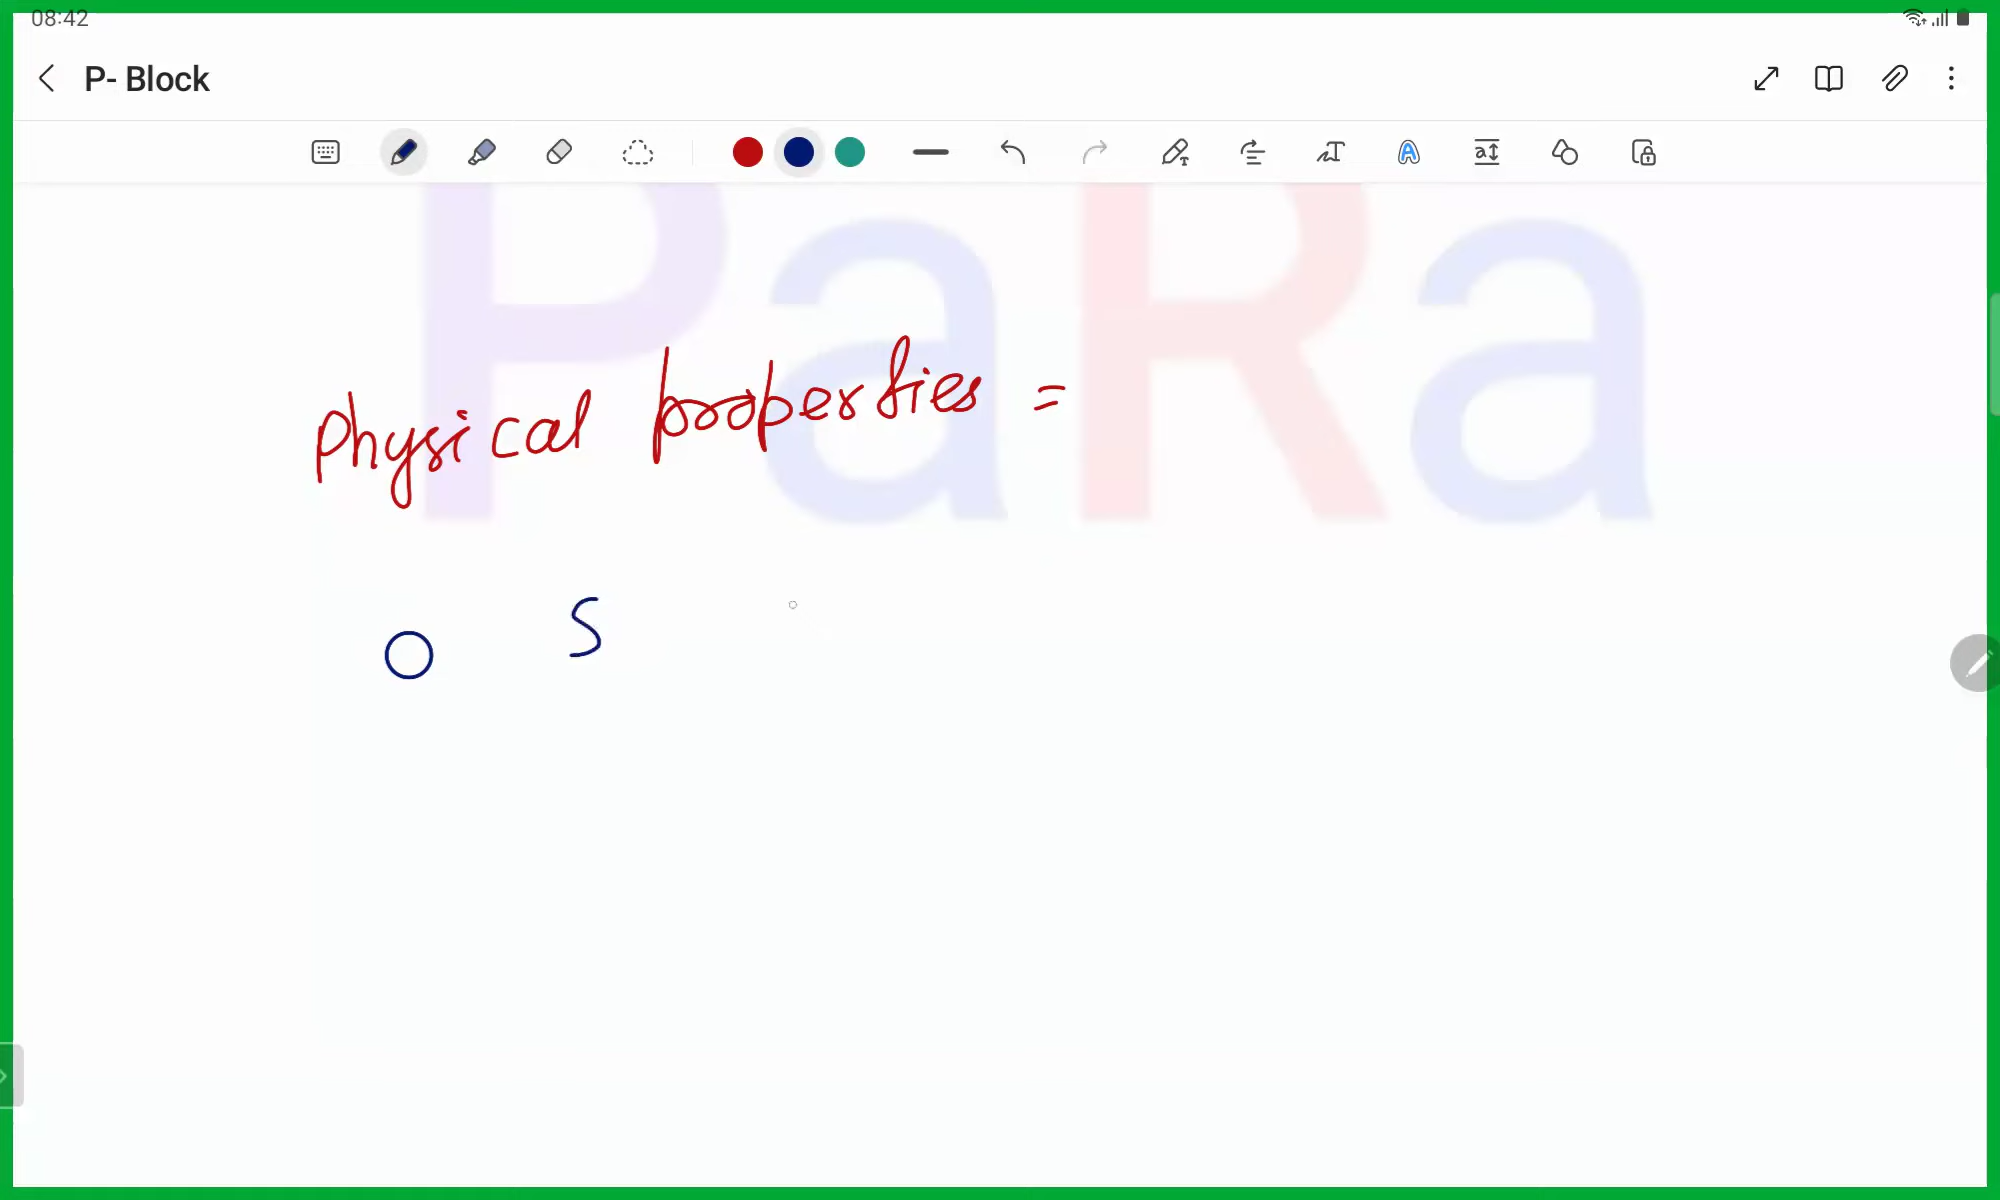 08:42
P- Block
PaRa
Physical properties =
O S